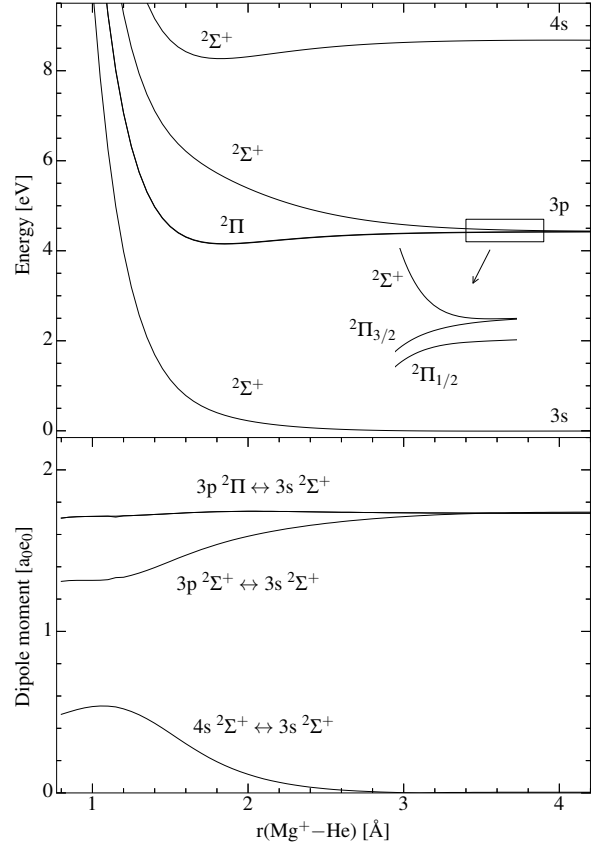 4s
²Σ⁺
8
6
²Σ⁺
3p
²Π
4
Energy [eV]
²Σ⁺
²Π₃/₂
2
²Π₁/₂
²Σ⁺
3s
0
2
3p ²Π ↔ 3s ²Σ⁺
3p ²Σ⁺ ↔ 3s ²Σ⁺
Dipole moment [a₀e₀]
1
4s ²Σ⁺ ↔ 3s ²Σ⁺
0
1 2 3 4
r(Mg⁺−He) [Å]